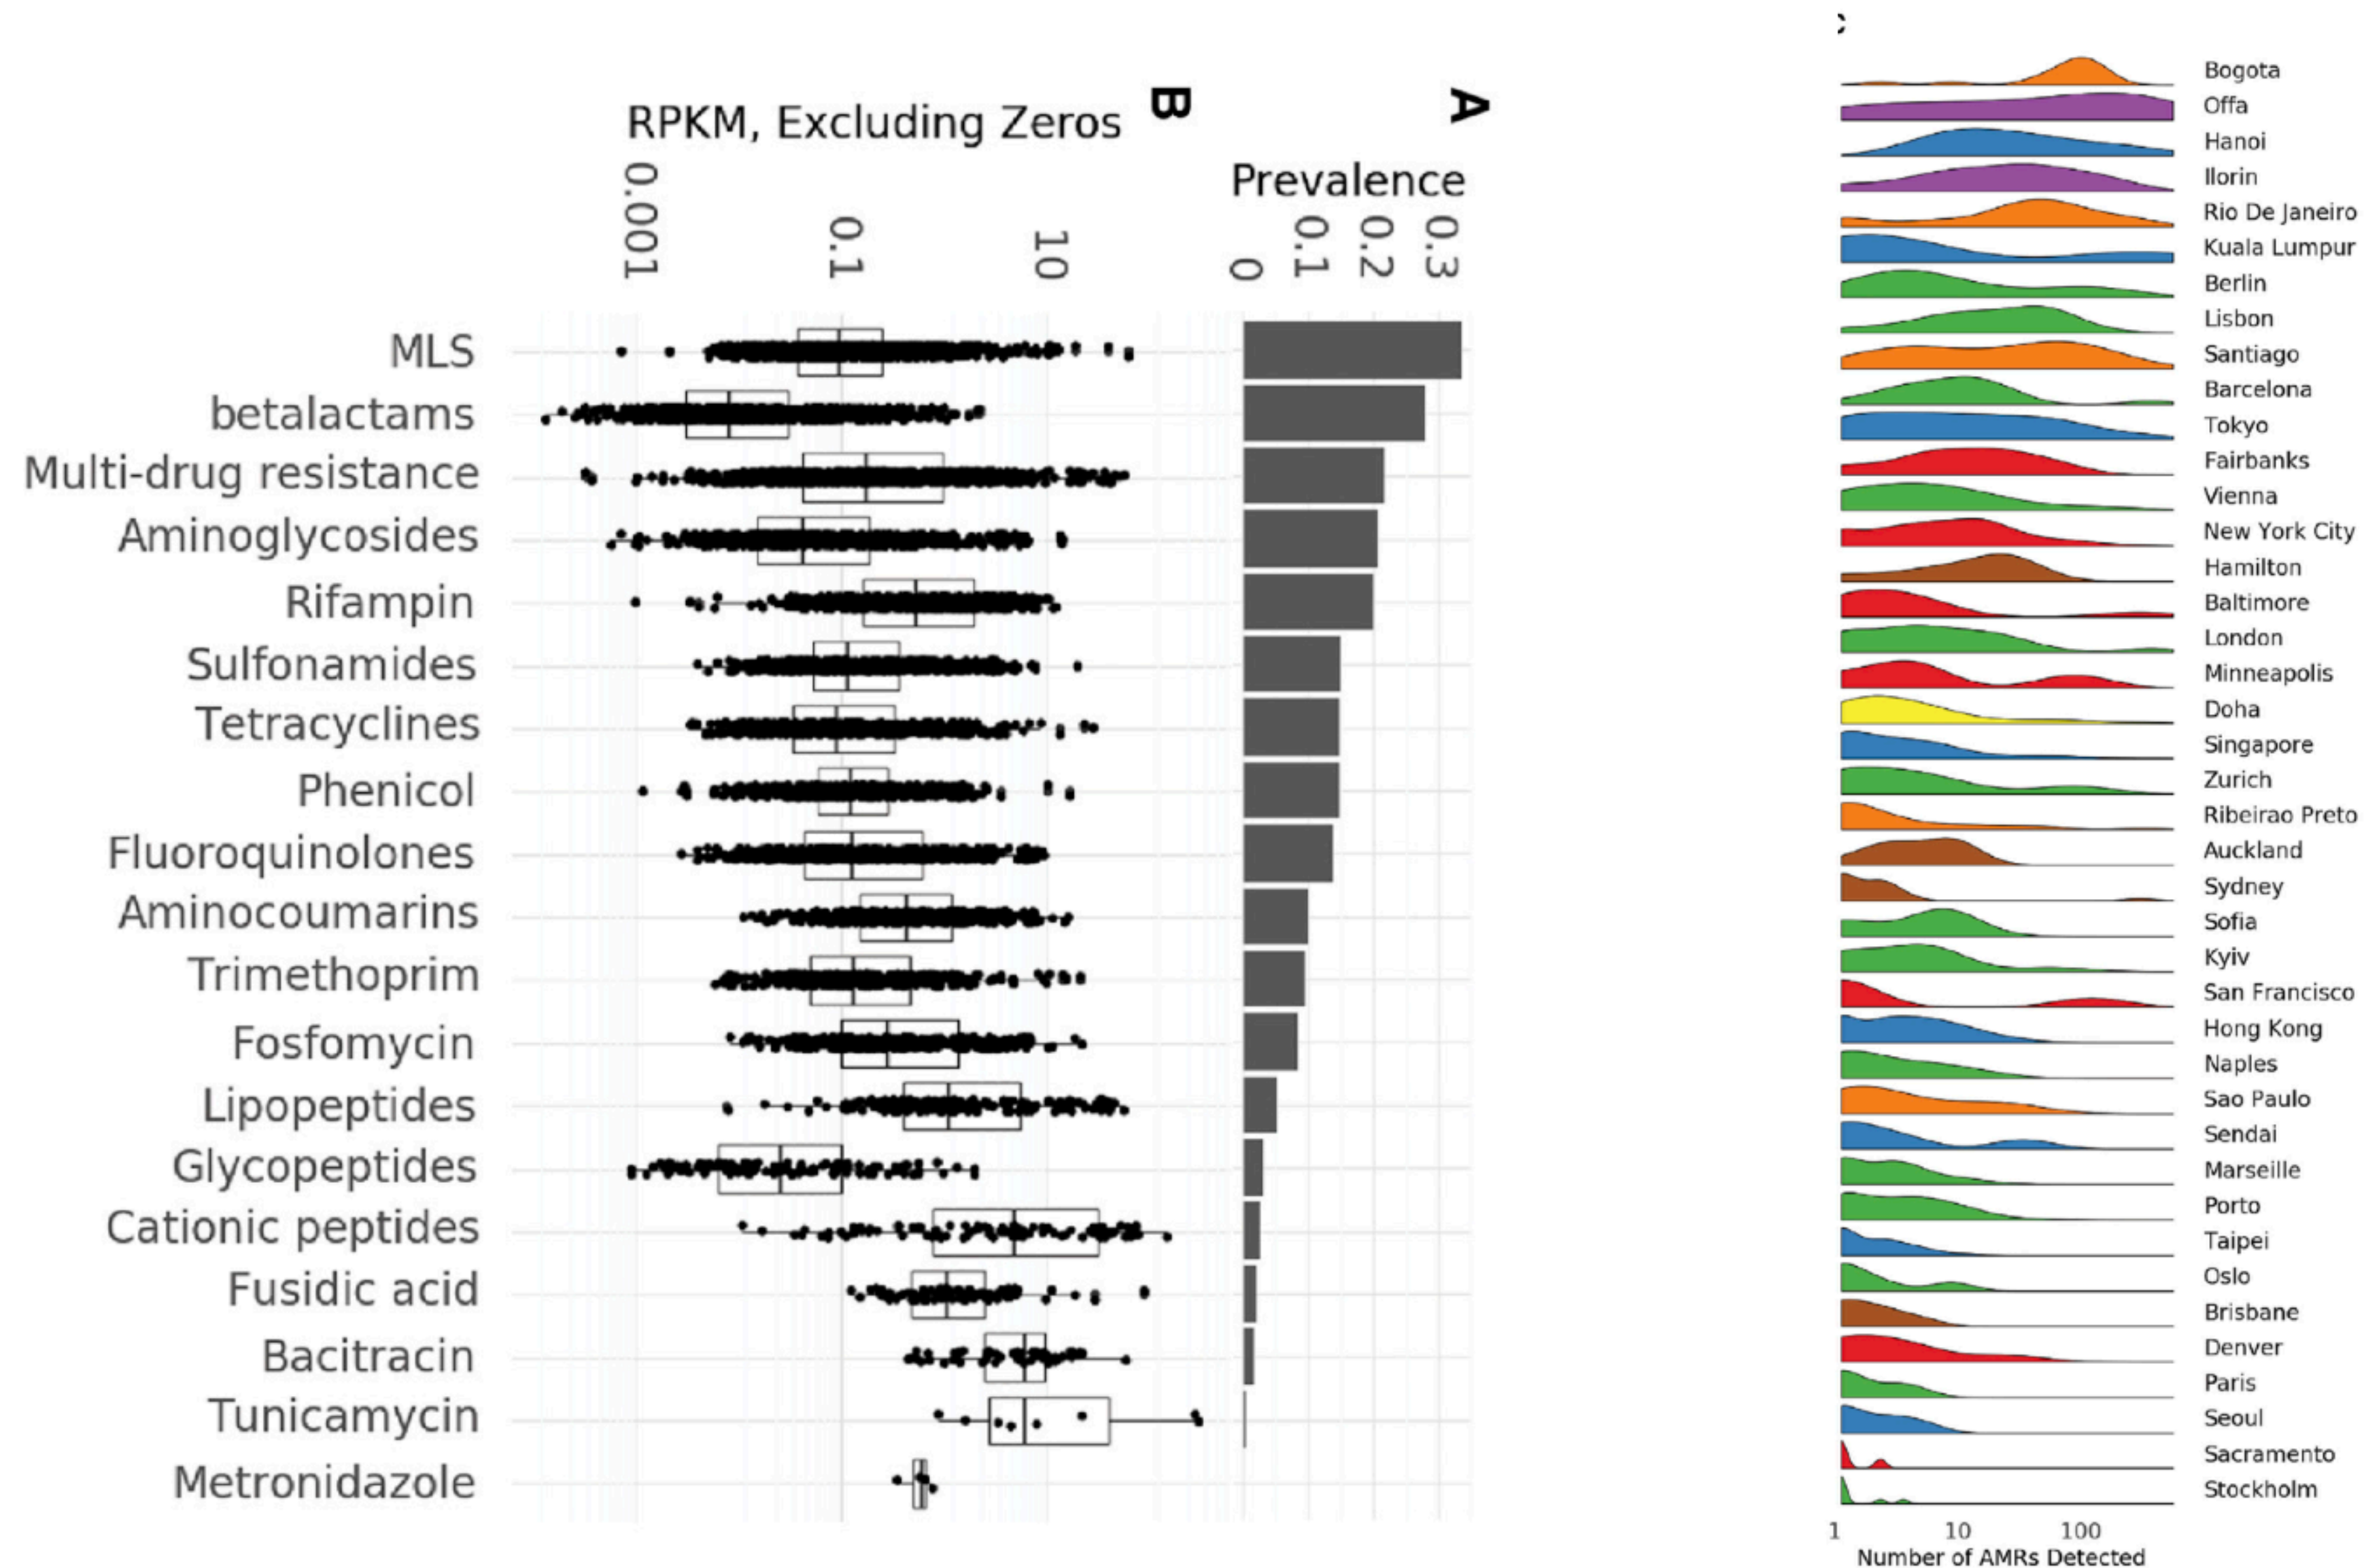 B
A
RPKM, Excluding Zeros
Prevalence
0.001
0.1
10
0
0.1
0.2
0.3
MLS
betalactams
Multi-drug resistance
Aminoglycosides
Rifampin
Sulfonamides
Tetracyclines
Phenicol
Fluoroquinolones
Aminocoumarins
Trimethoprim
Fosfomycin
Lipopeptides
Glycopeptides
Cationic peptides
Fusidic acid
Bacitracin
Tunicamycin
Metronidazole
Bogota
Offa
Hanoi
Ilorin
Rio De Janeiro
Kuala Lumpur
Berlin
Lisbon
Santiago
Barcelona
Tokyo
Fairbanks
Vienna
New York City
Hamilton
Baltimore
London
Minneapolis
Doha
Singapore
Zurich
Ribeirao Preto
Auckland
Sydney
Sofia
Kyiv
San Francisco
Hong Kong
Naples
Sao Paulo
Sendai
Marseille
Porto
Taipei
Oslo
Brisbane
Denver
Paris
Seoul
Sacramento
Stockholm
1 10 100
Number of AMRs Detected